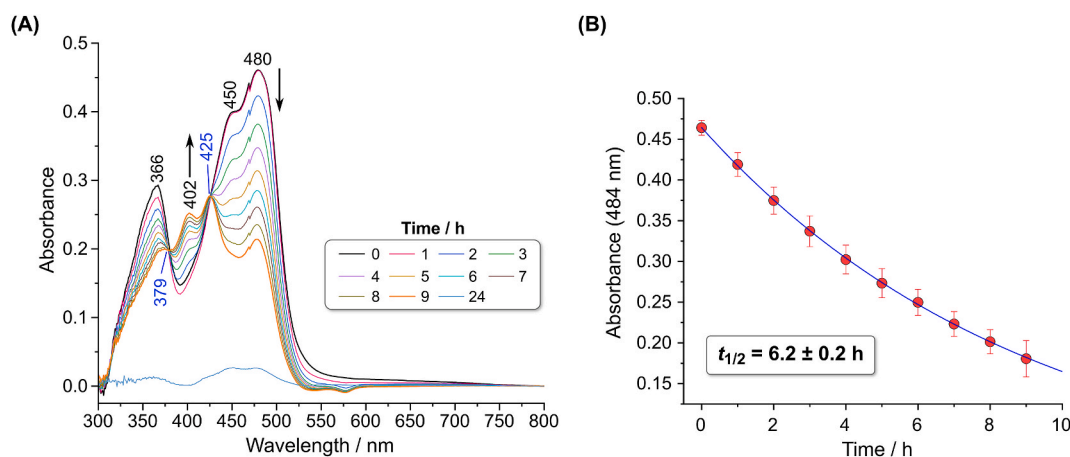 (A)
0.5
0.4
0.3
0.2
0.1
0.0
Absorbance
366
379
402
425
450
480
Time / h
0 1 2 3
4 5 6 7
8 9 24
300 350 400 450 500 550 600 650 700 750 800
Wavelength / nm
(B)
0.50
0.45
0.40
0.35
0.30
0.25
0.20
0.15
Absorbance (484 nm)
t1/2 = 6.2 ± 0.2 h
0 2 4 6 8 10
Time / h